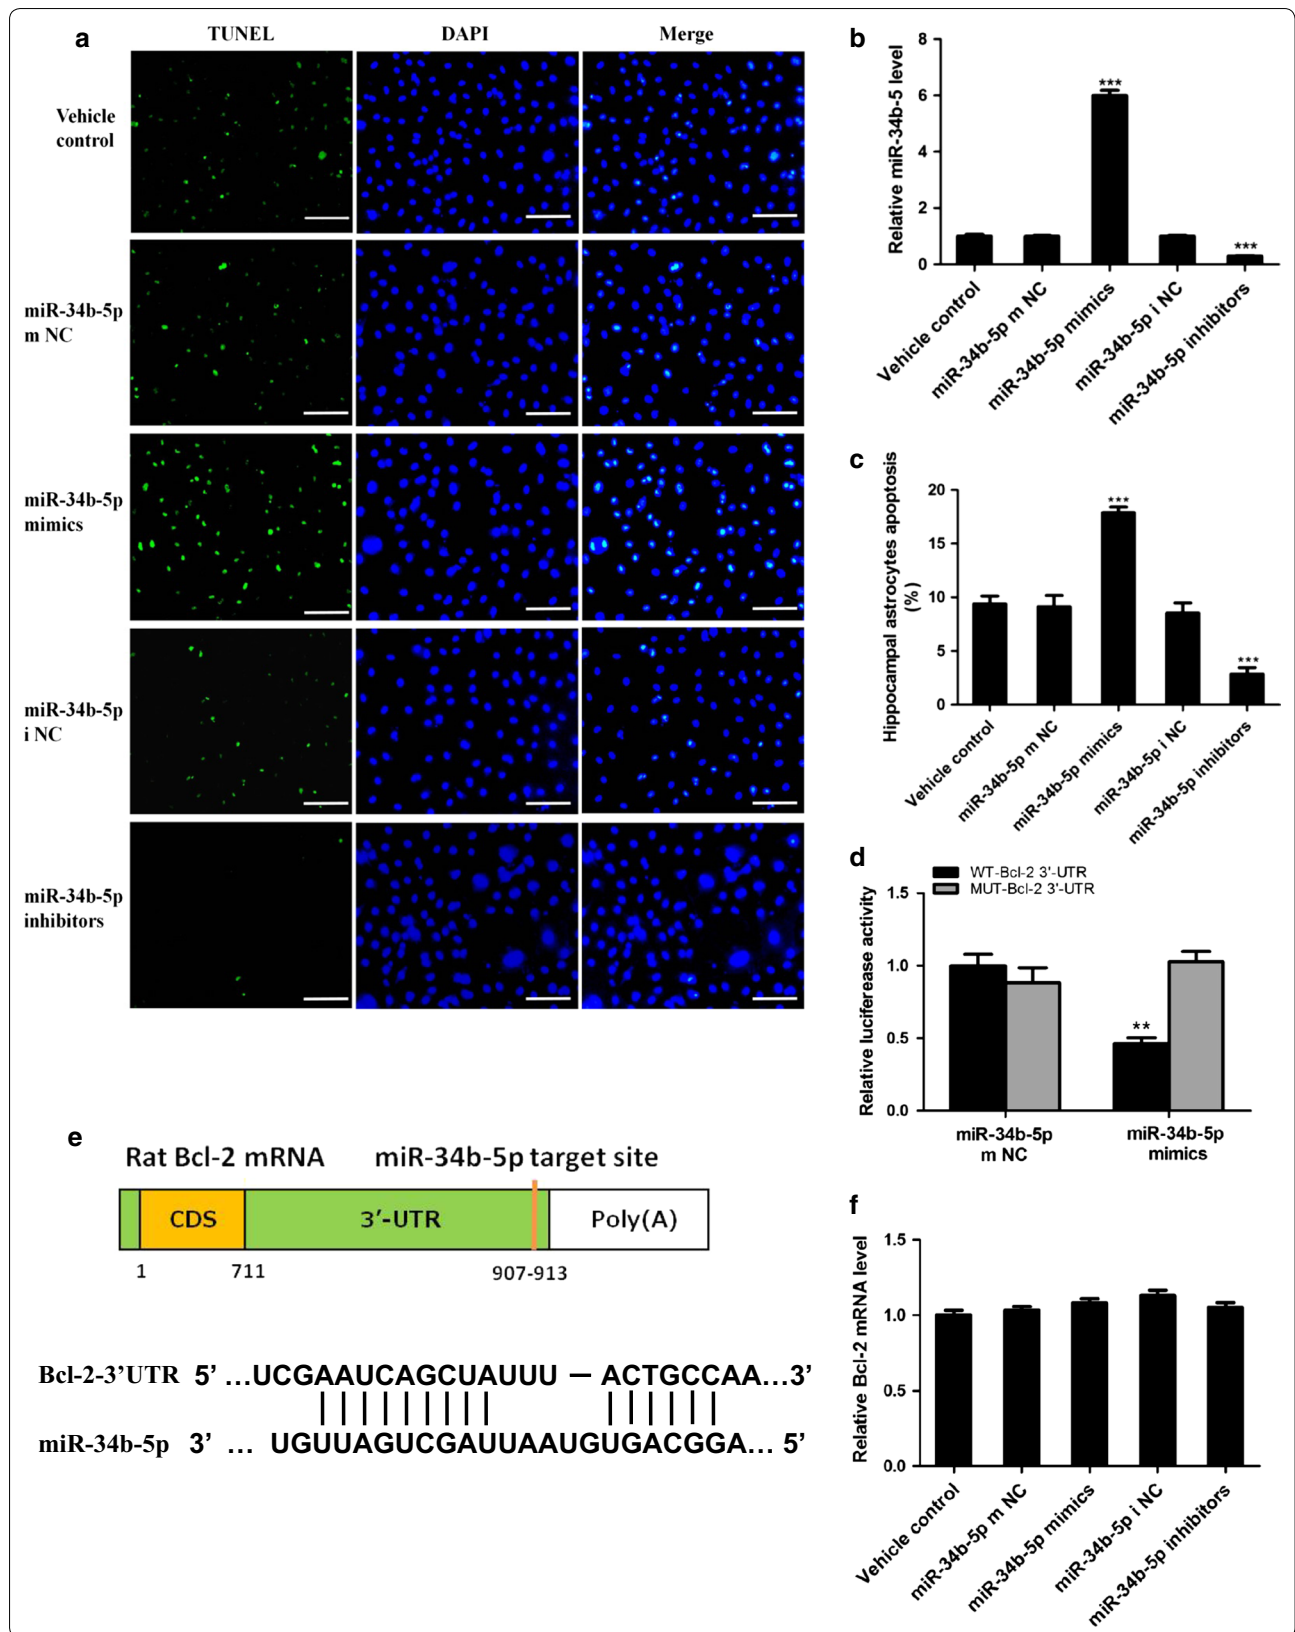 a
TUNEL DAPI Merge
Vehicle
control
miR-34b-5p
m NC
miR-34b-5p
mimics
miR-34b-5p
i NC
miR-34b-5p
inhibitors
b
Relative miR-34b-5 level
8
6
4
2
0
***
***
Vehicle control
miR-34b-5p m NC
miR-34b-5p mimics
miR-34b-5p i NC
miR-34b-5p inhibitors
c
Hippocampal astrocytes apoptosis
(%)
20
15
10
5
0
***
***
Vehicle control
miR-34b-5p m NC
miR-34b-5p mimics
miR-34b-5p i NC
miR-34b-5p inhibitors
d
WT-Bcl-2 3'-UTR
MUT-Bcl-2 3'-UTR
Relative luciferease activity
1.5
1.0
0.5
0.0
**
miR-34b-5p
m NC
miR-34b-5p
mimics
e
Rat Bcl-2 mRNA miR-34b-5p target site
CDS 3′-UTR Poly(A)
1 711 907-913
Bcl-2-3’UTR 5’ …UCGAAUCAGCUAUUU — ACTGCCAA…3’
miR-34b-5p 3’ … UGUUAGUCGAUUAAUGUGACGGA… 5’
f
Relative Bcl-2 mRNA level
1.5
1.0
0.5
0.0
Vehicle control
miR-34b-5p m NC
miR-34b-5p mimics
miR-34b-5p i NC
miR-34b-5p inhibitors